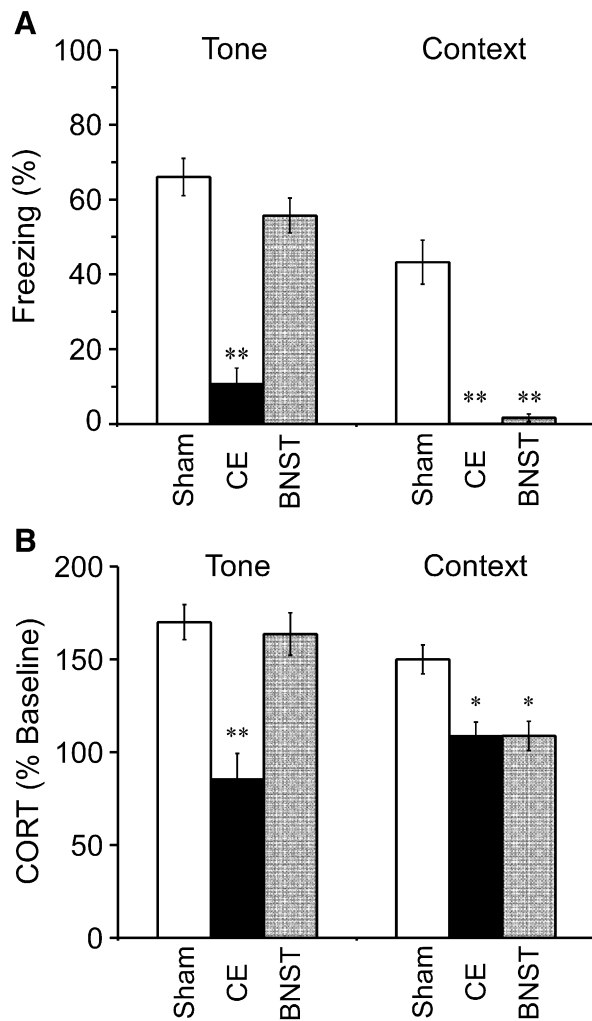 A
Tone Context
Freezing (%)
100
80
60
40
20
0
**
** **
Sham CE BNST Sham CE BNST
B
Tone Context
CORT (% Baseline)
200
150
100
50
0
**
* *
Sham CE BNST Sham CE BNST